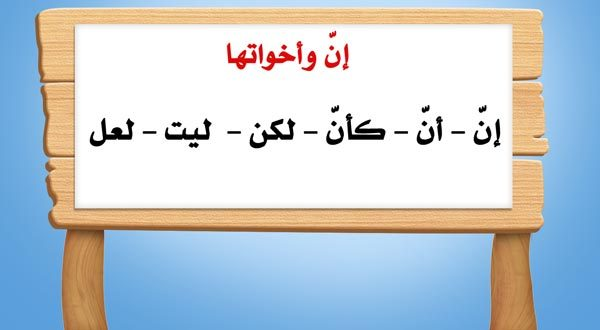 إنّ وأخواتها
إنّ – أنّ – كأنّ – لكن – ليت – لعل